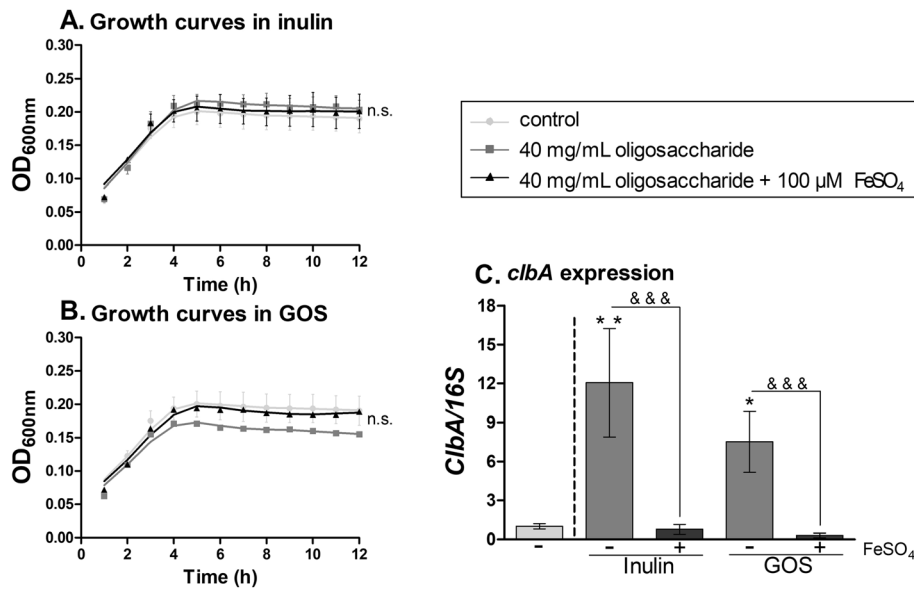 A. Growth curves in inulin
OD600nm
0.30
0.25
0.20
0.15
0.10
0.05
0.00
n.s.
0 2 4 6 8 10 12
Time (h)
control
40 mg/mL oligosaccharide
40 mg/mL oligosaccharide + 100 µM FeSO4
B. Growth curves in GOS
OD600nm
0.30
0.25
0.20
0.15
0.10
0.05
0.00
n.s.
0 2 4 6 8 10 12
Time (h)
C. clbA expression
ClbA/16S
18
15
12
9
6
3
0
* *
& & &
*
& & &
- - + - + FeSO4
Inulin GOS